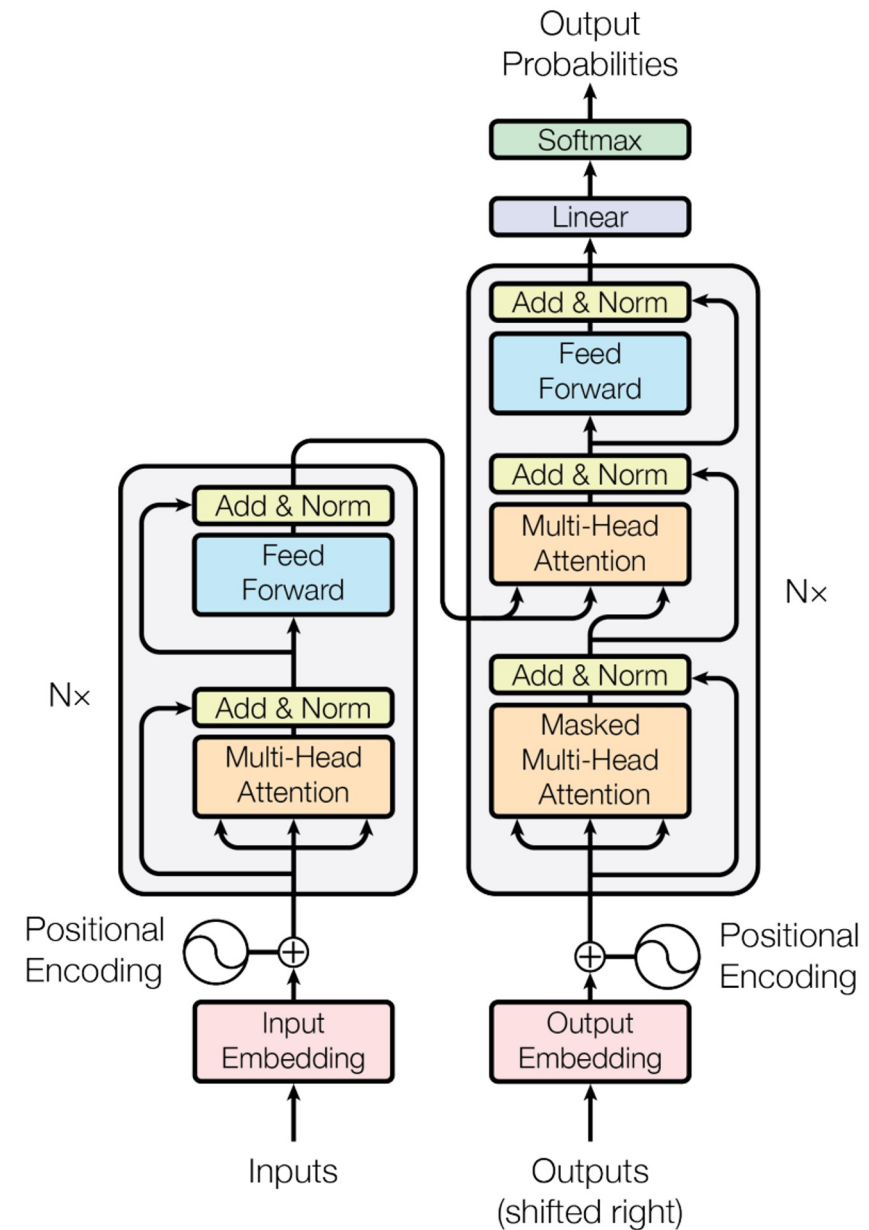 Output
Probabilities
Softmax
Linear
Add & Norm
Feed
Forward
Add & Norm
Multi-Head
Attention
N×
Add & Norm
Masked
Multi-Head
Attention
Add & Norm
Feed
Forward
N×
Add & Norm
Multi-Head
Attention
Positional
Encoding
Positional
Encoding
Input
Embedding
Output
Embedding
Inputs
Outputs
(shifted right)